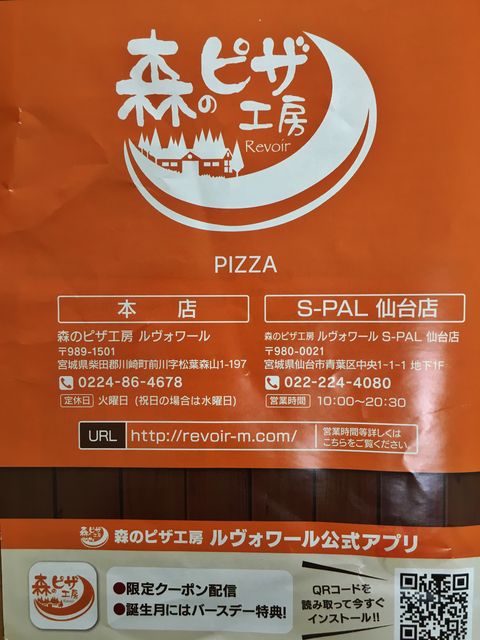 森のピザ
工房
Revoir
PIZZA
本 店
森のピザ工房 ルヴォワール
〒989-1501
宮城県柴田郡川崎町前川字松葉森山1-197
0224-86-4678
定休日 火曜日 (祝日の場合は水曜日)
S-PAL 仙台店
森のピザ工房 ルヴォワール S-PAL 仙台店
〒980-0021
宮城県仙台市青葉区中央1-1-1 地下1F
022-224-4080
営業時間 10:00〜20:30
URL http://revoir-m.com/
営業時間等詳しくは
こちらをご覧ください。
森のピザ工房
森のピザ工房 ルヴォワール公式アプリ
森のピザ
工房
●限定クーポン配信
●誕生月にはバースデー特典!
QRコードを
読み取って今すぐ
インストール!!